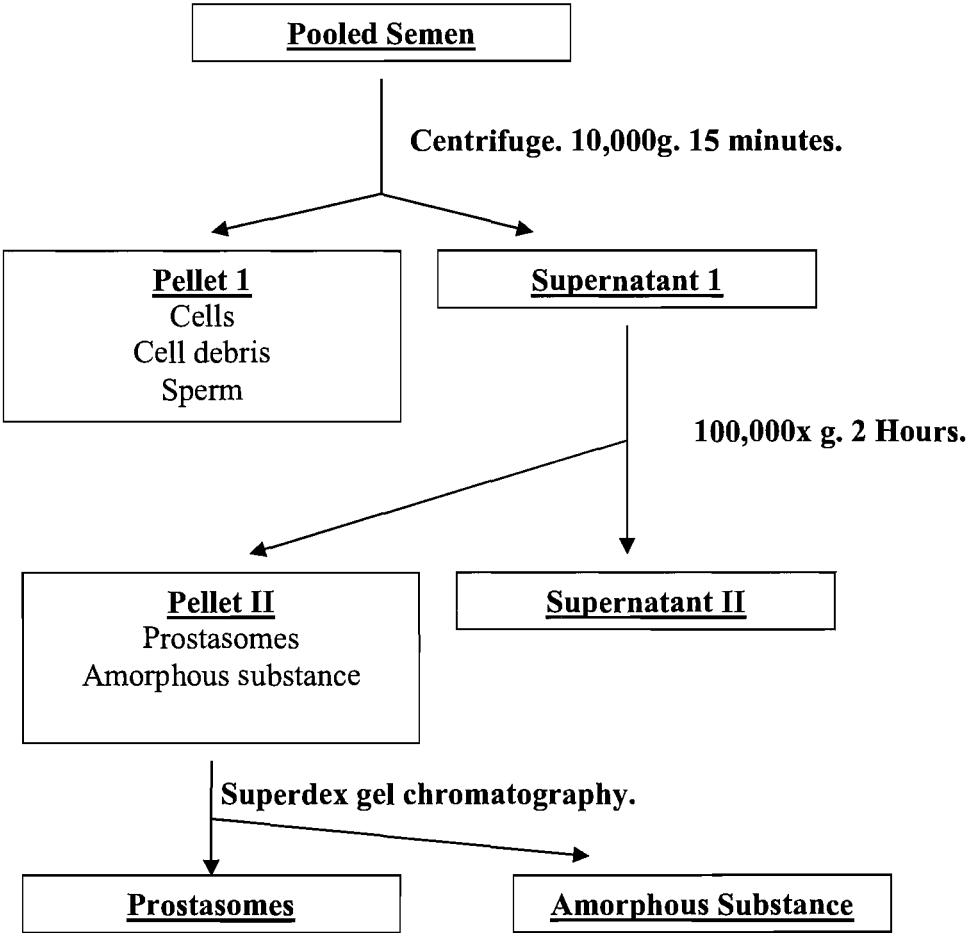 Pooled Semen
Centrifuge. 10,000g. 15 minutes.
Pellet 1
Cells
Cell debris
Sperm
Supernatant 1
100,000x g. 2 Hours.
Pellet II
Prostasomes
Amorphous substance
Supernatant II
Superdex gel chromatography.
Prostasomes
Amorphous Substance